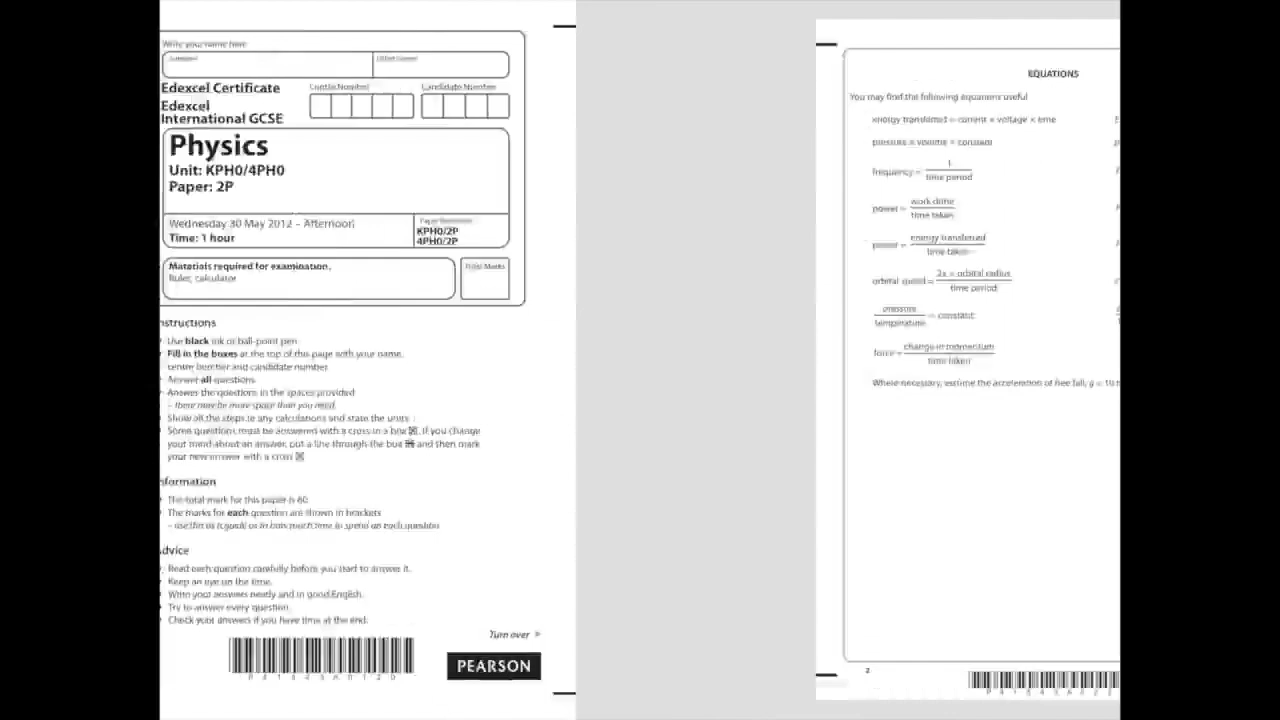 Write your name here
Surname
Other names
Edexcel Certificate
Centre Number
Candidate Number
Edexcel
International GCSE
Physics
Unit: KPH0/4PH0
Paper: 2P
Wednesday 30 May 2012 – Afternoon
Time: 1 hour
Paper Reference
KPH0/2P
4PH0/2P
Materials required for examination.
Ruler, calculator
Total Marks
nstructions
Use black ink or ball-point pen.
Fill in the boxes at the top of this page with your name,
centre number and candidate number.
Answer all questions.
Answer the questions in the spaces provided
– there may be more space than you need.
Show all the steps in any calculations and state the units.
Some questions must be answered with a cross in a box ☒. If you change
your mind about an answer, put a line through the box and then mark
your new answer with a cross ☒
nformation
The total mark for this paper is 60.
The marks for each question are shown in brackets
– use this as a guide as to how much time to spend on each question.
dvice
Read each question carefully before you start to answer it.
Keep an eye on the time.
Write your answers neatly and in good English.
Try to answer every question.
Check your answers if you have time at the end.
Turn over
PEARSON
EQUATIONS
You may find the following equations useful
energy transferred = current × voltage × time
pressure × volume = constant
frequency = 1
time period
power = work done
time taken
power = energy transferred
time taken
orbital speed = 2π × orbital radius
time period
pressure
temperature = constant
force = change in momentum
time taken
Where necessary, assume the acceleration of free fall, g = 10
2